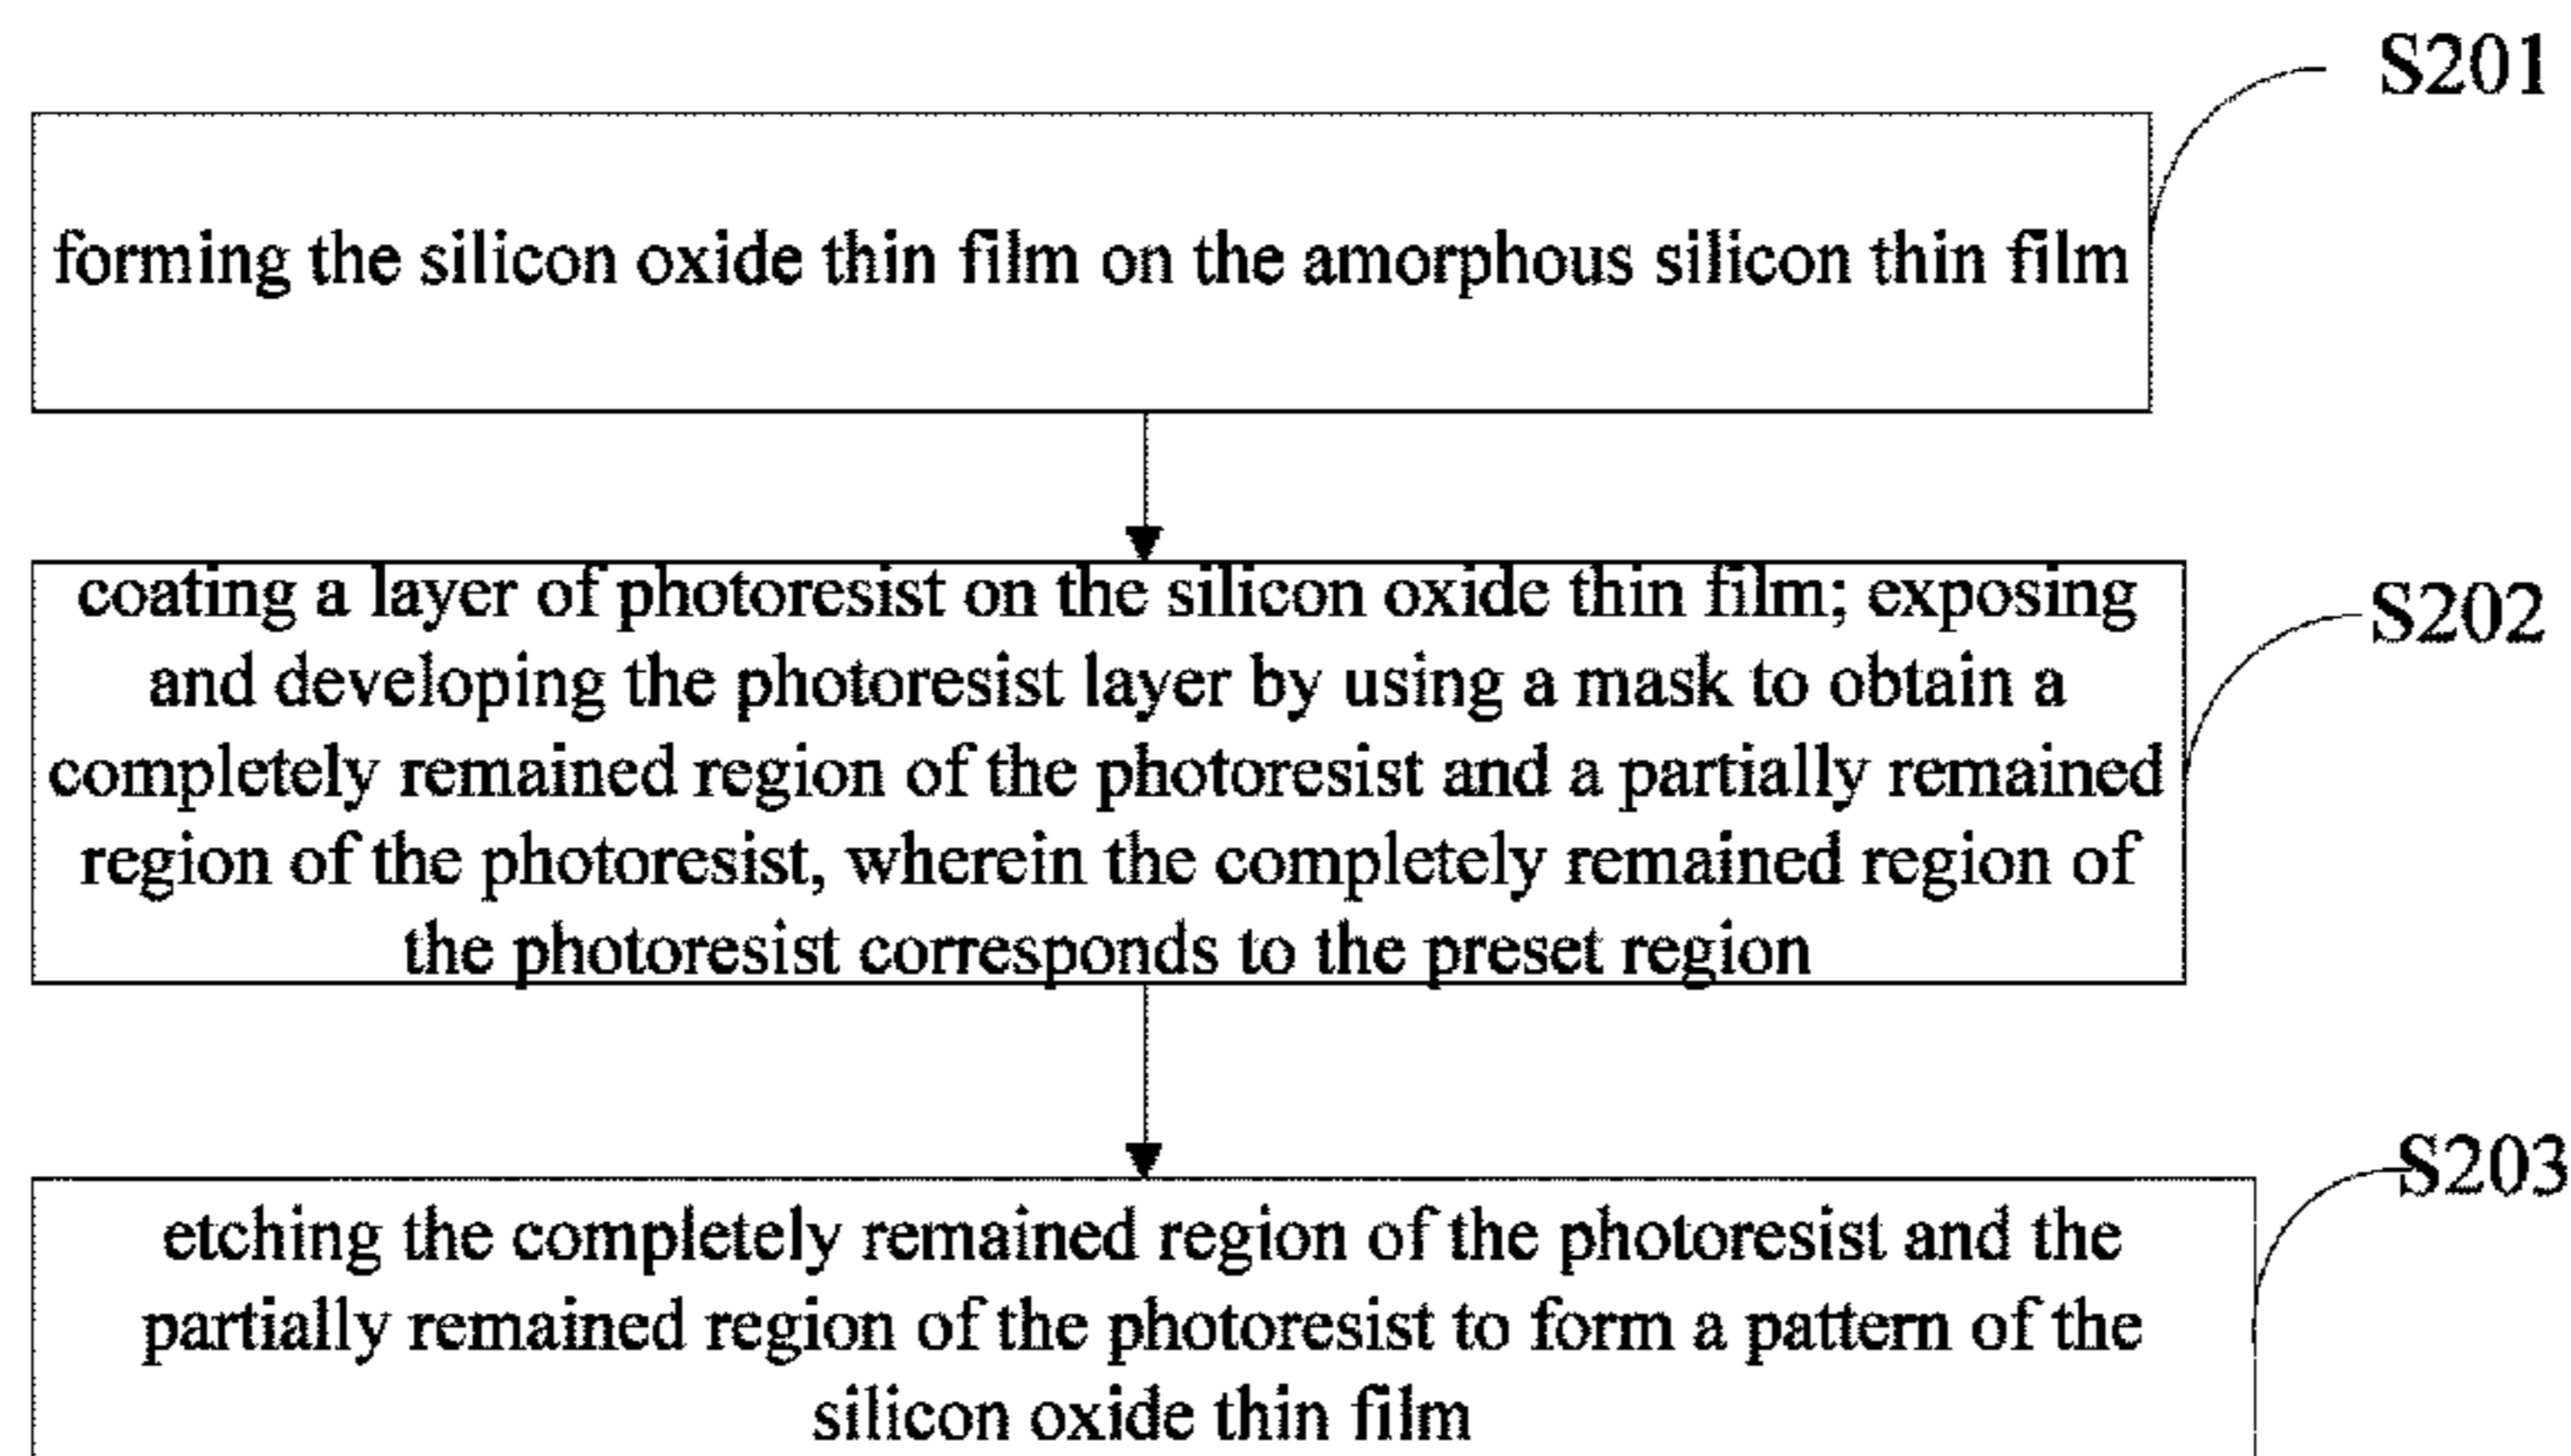 S201
forming the silicon oxide thin film on the amorphous silicon thin film
coating a layer of photoresist on the silicon oxide thin film; exposing
S202
and developing the photoresist layer by using a mask to obtain a
completely remained region of the photoresist and a partially remained
region of the photoresist, wherein the completely remained region of
the photoresist corresponds to the preset region
S203
etching the completely remained region of the photoresist and the
partially remained region of the photoresist to form a pattern of the
silicon oxide thin film